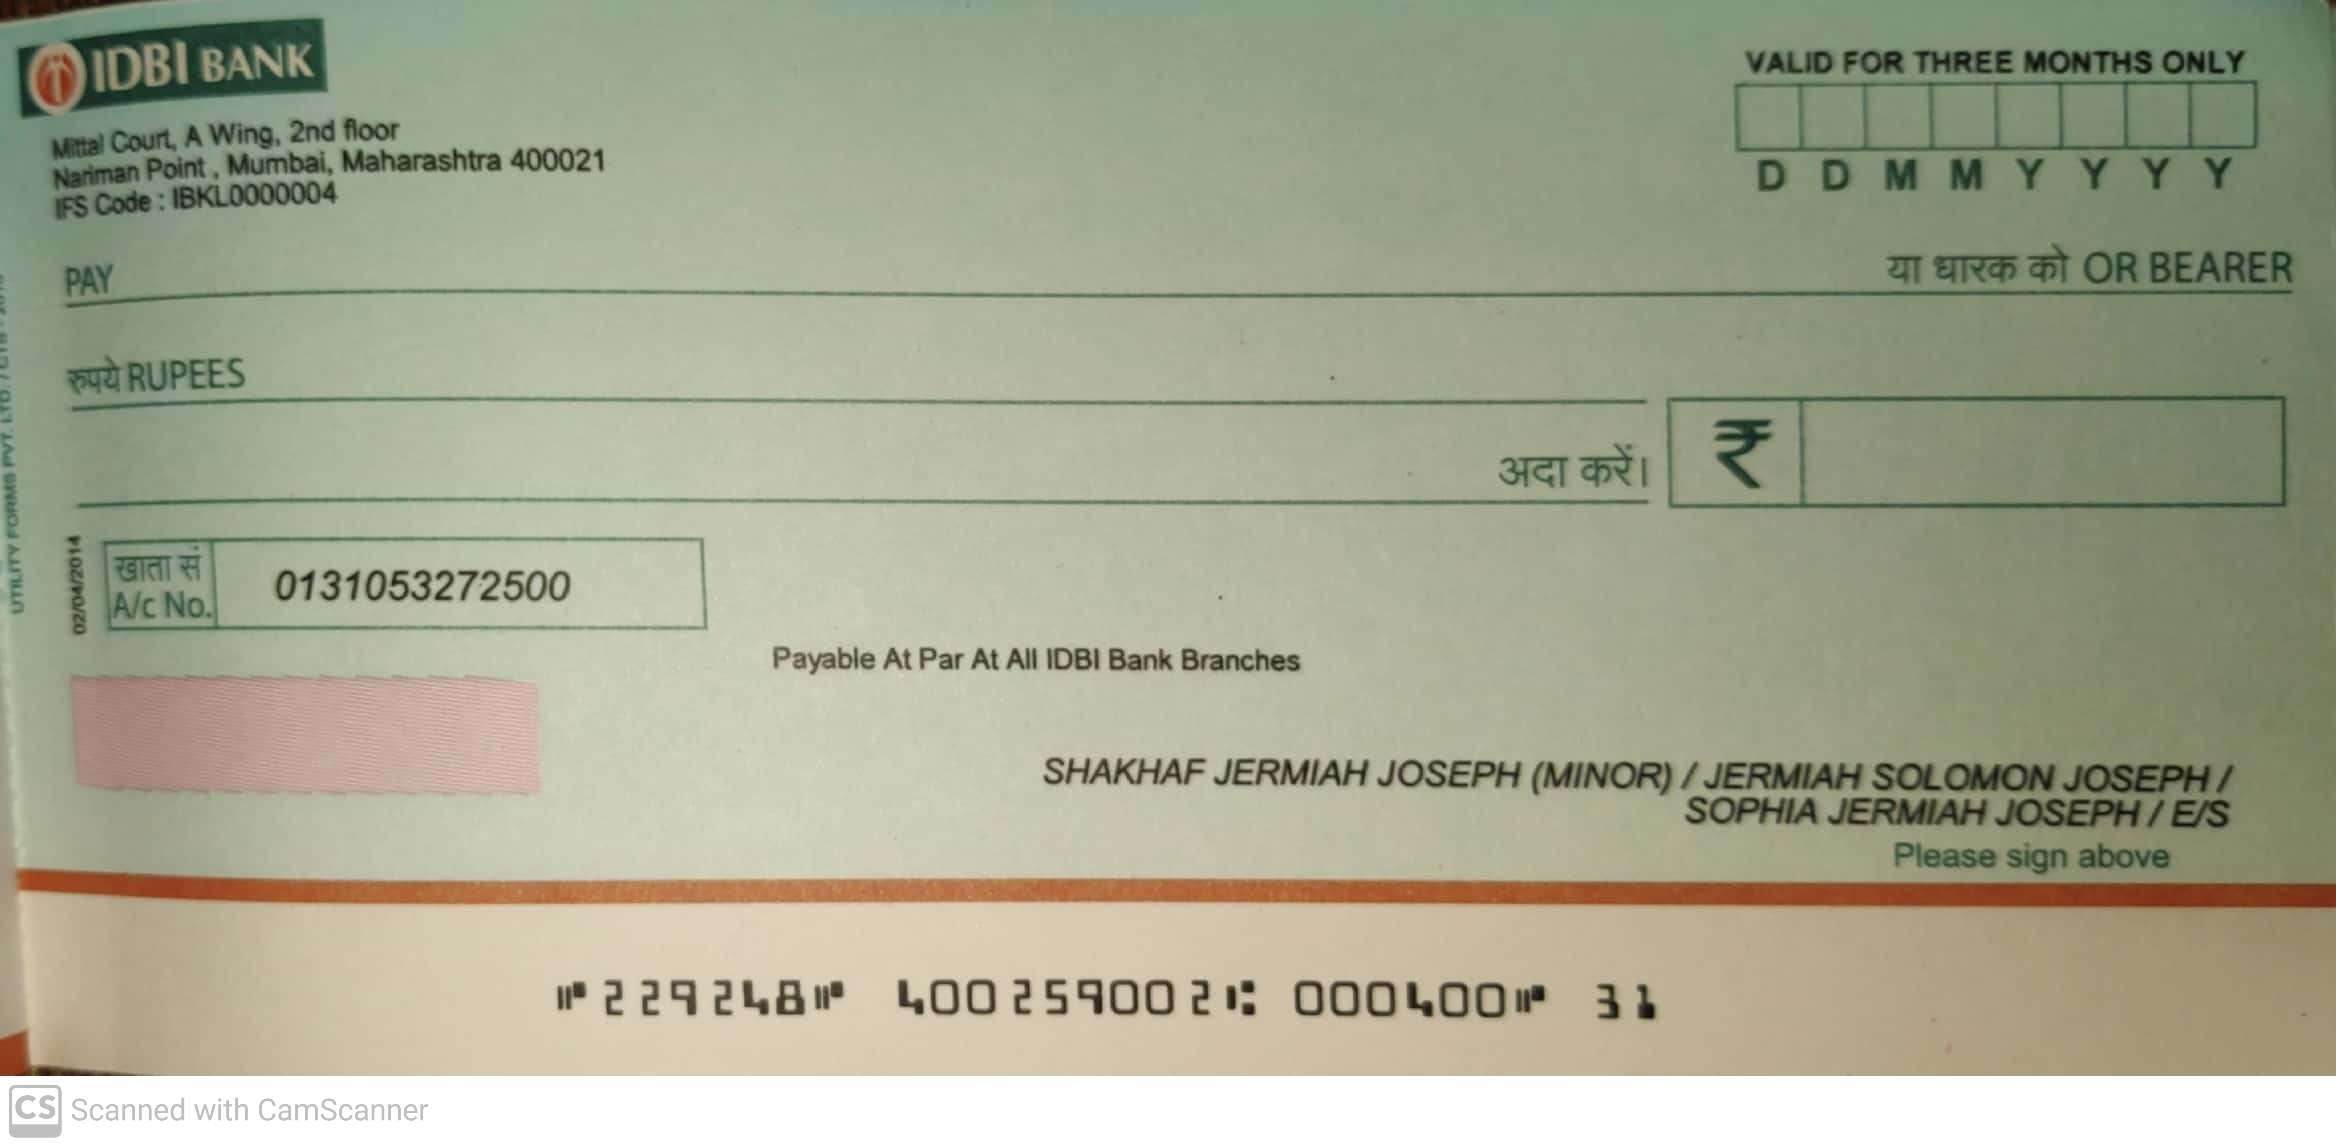 IDBI BANK
Mittal Court, A Wing, 2nd floor
Nariman Point , Mumbai, Maharashtra 400021
IFS Code : IBKL0000004
VALID FOR THREE MONTHS ONLY
D D M M Y Y Y Y
PAY
या धारक को OR BEARER
रुपये RUPEES
अदा करें।
₹
UTILITY FORMS PVT. LTD. / CTS - 2010
02/04/2014
खाता सं
A/c No.
0131053272500
Payable At Par At All IDBI Bank Branches
SHAKHAF JERMIAH JOSEPH (MINOR) / JERMIAH SOLOMON JOSEPH /
SOPHIA JERMIAH JOSEPH / E/S
Please sign above
⑈229248⑈ 400259002⑆ 000400⑈ 31
CS Scanned with CamScanner